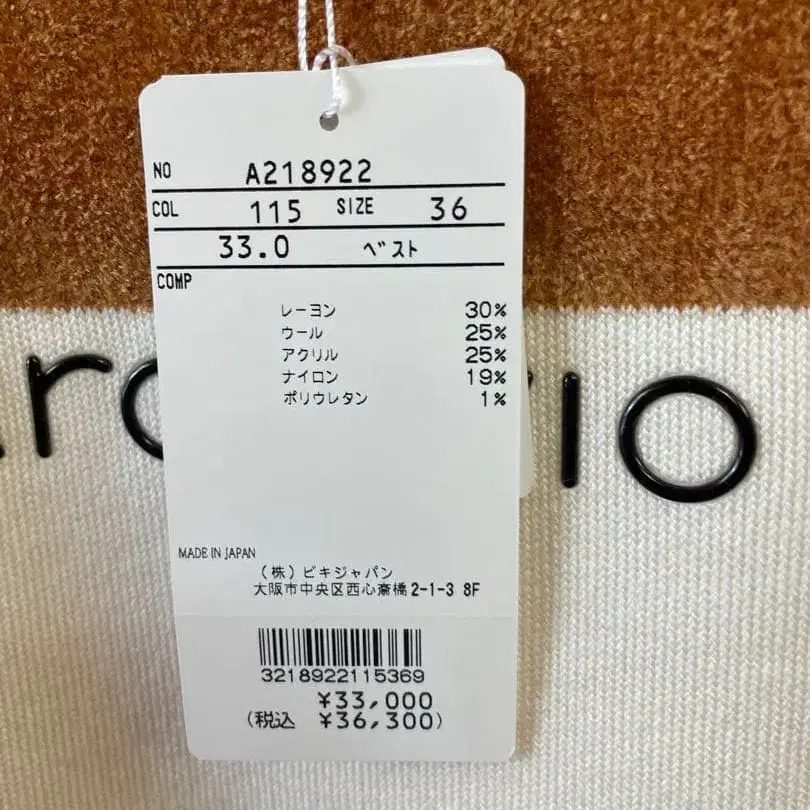 NO A218922
COL 115 SIZE 36
33.0 ベスト
COMP
レーヨン 30%
ウール 25%
アクリル 25%
ナイロン 19%
ポリウレタン 1%
MADE IN JAPAN
(株)ビキジャパン
大阪市中央区西心斎橋2-1-3 8F
3218922115369
¥33,000
(税込 ¥36,300)